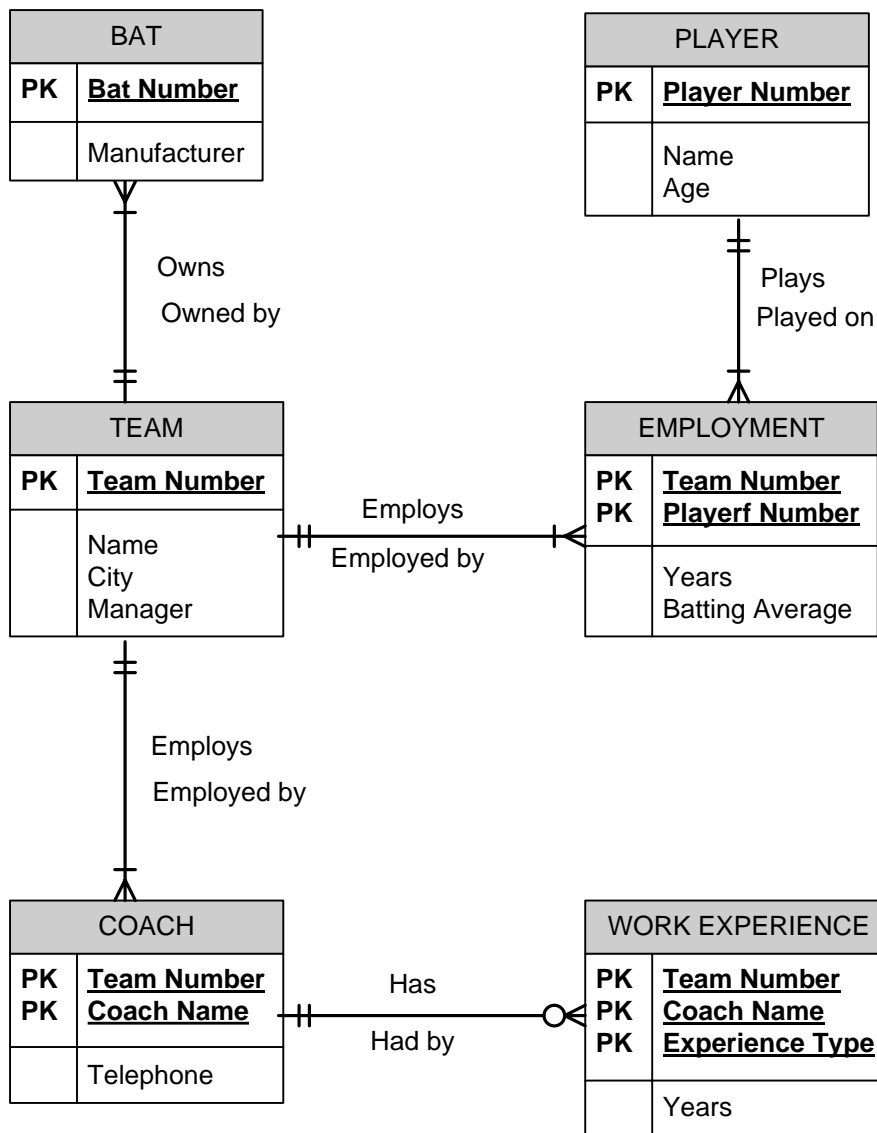 BAT
PK Bat Number
Manufacturer
PLAYER
PK Player Number
Name
Age
Owns
Owned by
Plays
Played on
TEAM
PK Team Number
Name
City
Manager
Employs
Employed by
EMPLOYMENT
PK Team Number
PK Playerf Number
Years
Batting Average
Employs
Employed by
COACH
PK Team Number
PK Coach Name
Telephone
Has
Had by
WORK EXPERIENCE
PK Team Number
PK Coach Name
PK Experience Type
Years